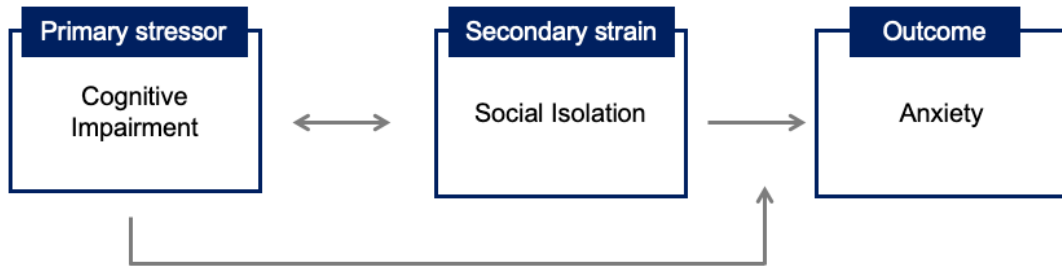 Primary stressor
Cognitive
Impairment
Secondary strain
Social Isolation
Outcome
Anxiety